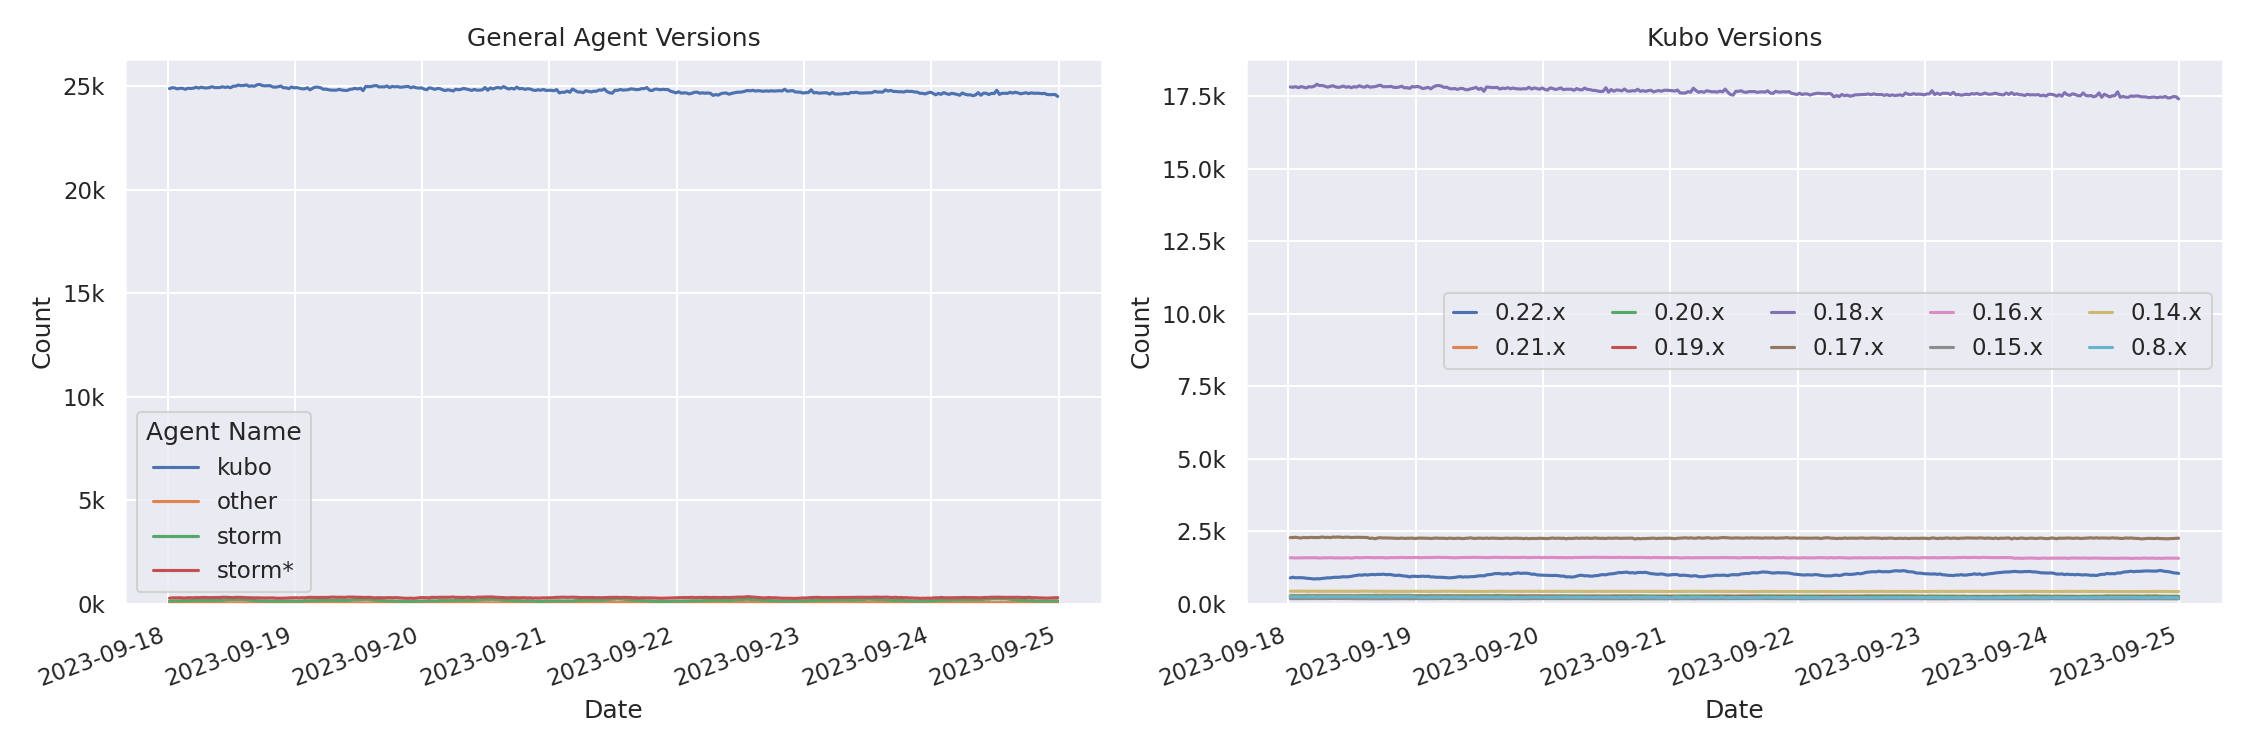 General Agent Versions
25k
20k
15k
10k
5k
0k
Count
Agent Name
kubo
other
storm
storm*
2023-09-18
2023-09-19
2023-09-20
2023-09-21
2023-09-22
2023-09-23
2023-09-24
2023-09-25
Date
Kubo Versions
17.5k
15.0k
12.5k
10.0k
7.5k
5.0k
2.5k
0.0k
Count
0.22.x 0.20.x 0.18.x 0.16.x 0.14.x
0.21.x 0.19.x 0.17.x 0.15.x 0.8.x
2023-09-18
2023-09-19
2023-09-20
2023-09-21
2023-09-22
2023-09-23
2023-09-24
2023-09-25
Date